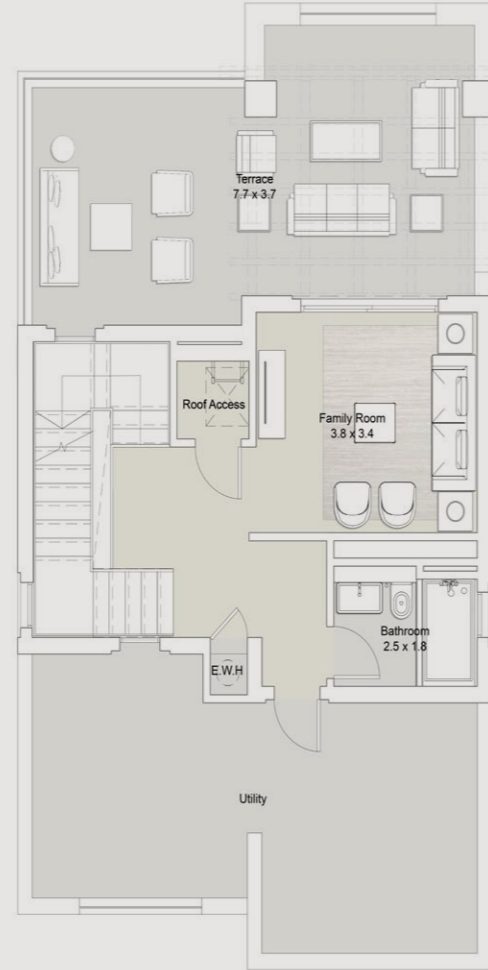 Terrace
7.7 x 3.7
Roof Access
Family Room
3.8 x 3.4
Bathroom
2.5 x 1.8
E.W.H
Utility